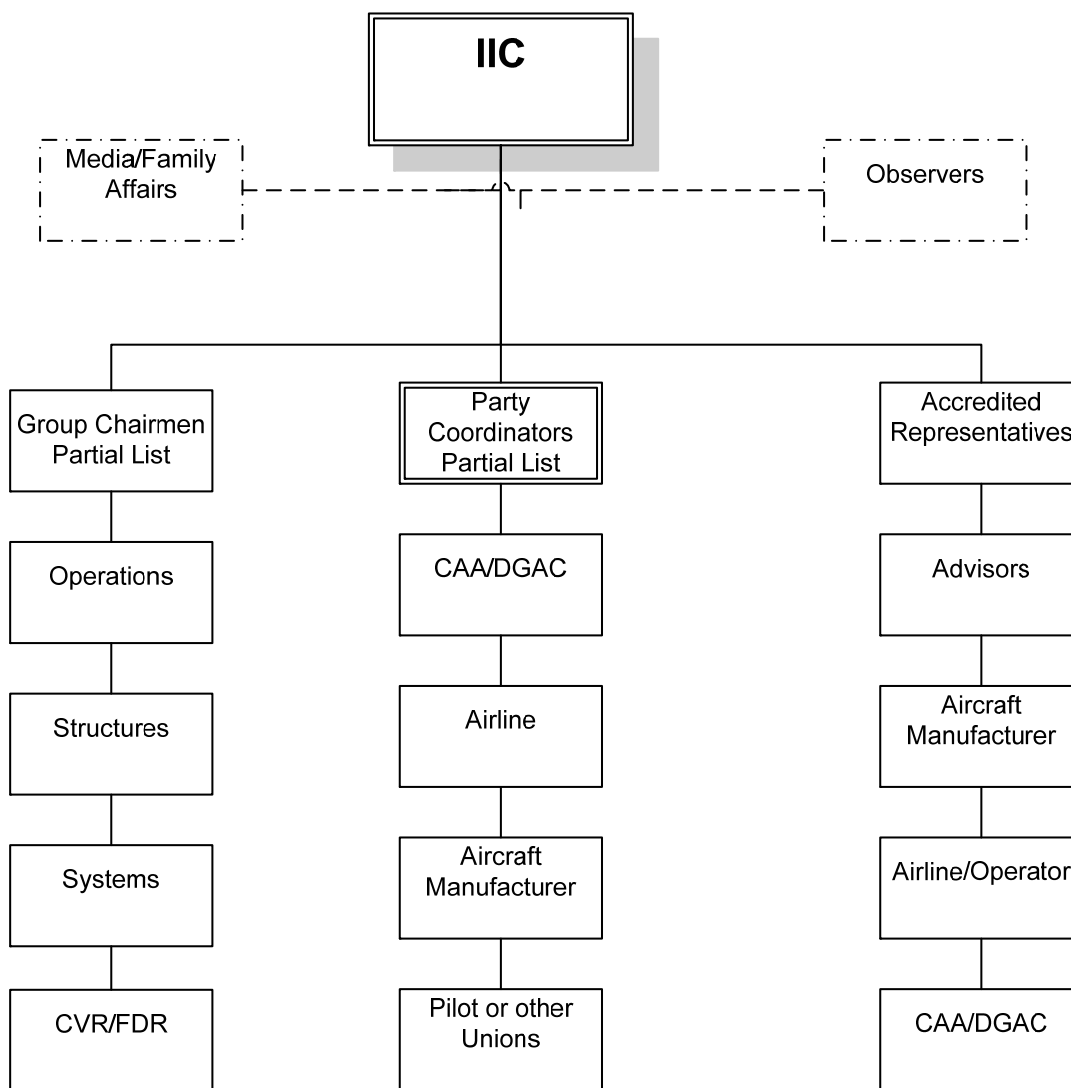 IIC
Media/Family
Affairs
Observers
Group Chairmen
Partial List
Party
Coordinators
Partial List
Accredited
Representatives
Operations
CAA/DGAC
Advisors
Structures
Airline
Aircraft
Manufacturer
Systems
Aircraft
Manufacturer
Airline/Operator
CVR/FDR
Pilot or other
Unions
CAA/DGAC